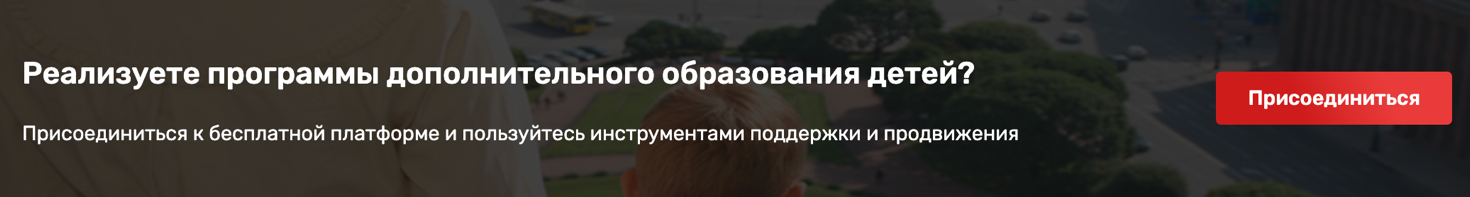 Реализуете программы дополнительного образования детей?
Присоединиться к бесплатной платформе и пользуйтесь инструментами поддержки и продвижения
Присоединиться